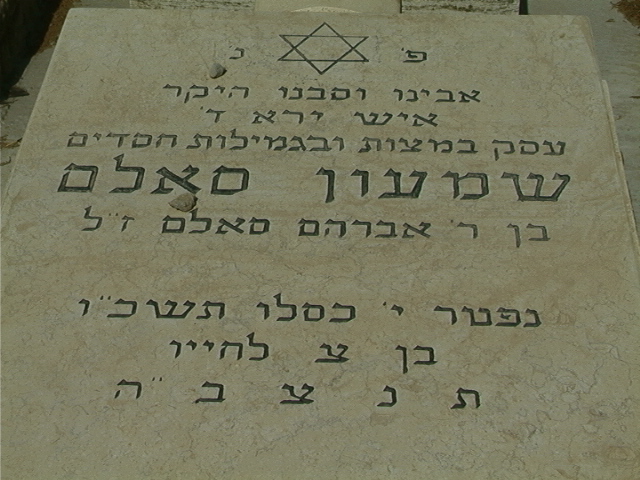 פ׳ נ׳
אבינו וסבנו היקר
איש ירא ד׳
עסק במצות ובגמילות חסדים
שמעון סאלם
בן ר׳ אברהם סאלם ז״ל
נפטר י׳ כסלו תשכ״ו
בן צ לחייו
ת נ צ ב ״ה